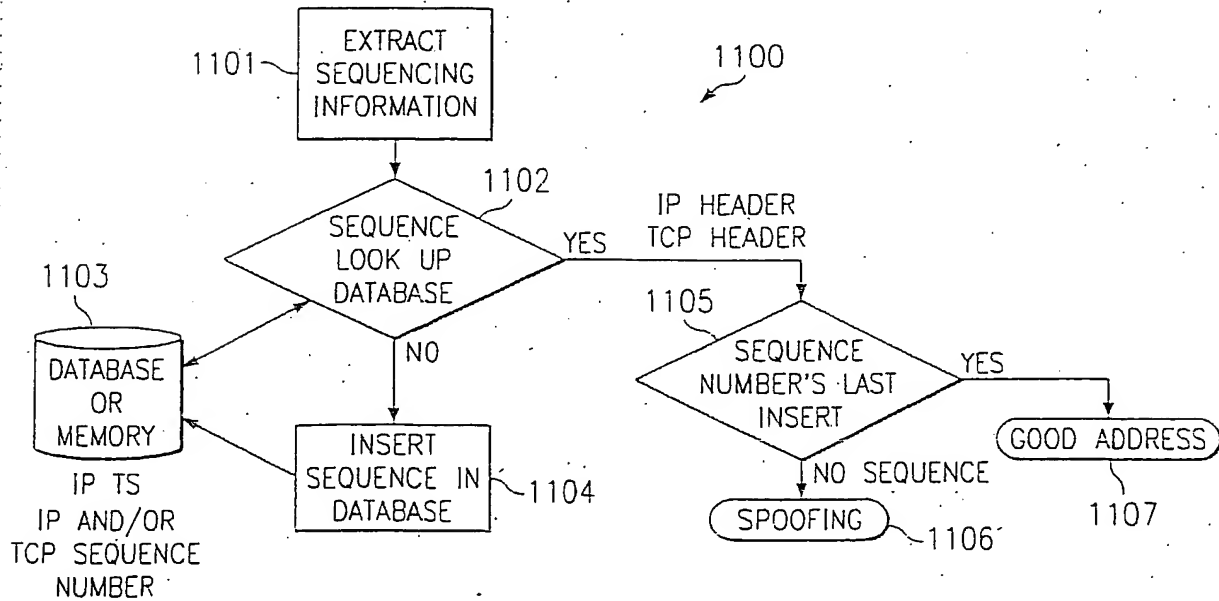 EXTRACT
SEQUENCING
INFORMATION
1101
1100
1102
SEQUENCE
LOOK UP
DATABASE
YES
IP HEADER
TCP HEADER
1103
DATABASE
OR
MEMORY
IP TS
IP AND/OR
TCP SEQUENCE
NUMBER
NO
INSERT
SEQUENCE IN
DATABASE
1104
1105
SEQUENCE
NUMBER'S LAST
INSERT
YES
GOOD ADDRESS
1107
NO SEQUENCE
SPOOFING
1106